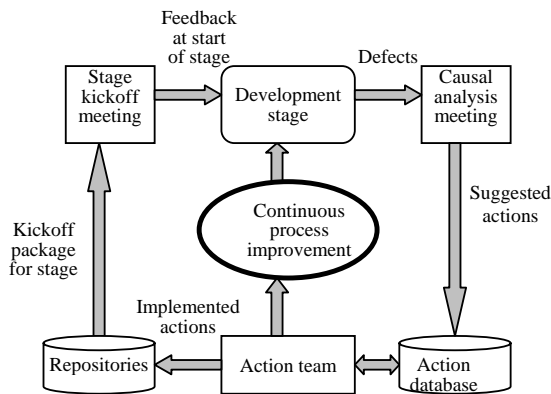 Feedback
at start
of stage
Defects
Stage
kickoff
meeting
Development
stage
Causal
analysis
meeting
Continuous
process
improvement
Suggested
actions
Kickoff
package
for stage
Implemented
actions
Repositories
Action team
Action
database